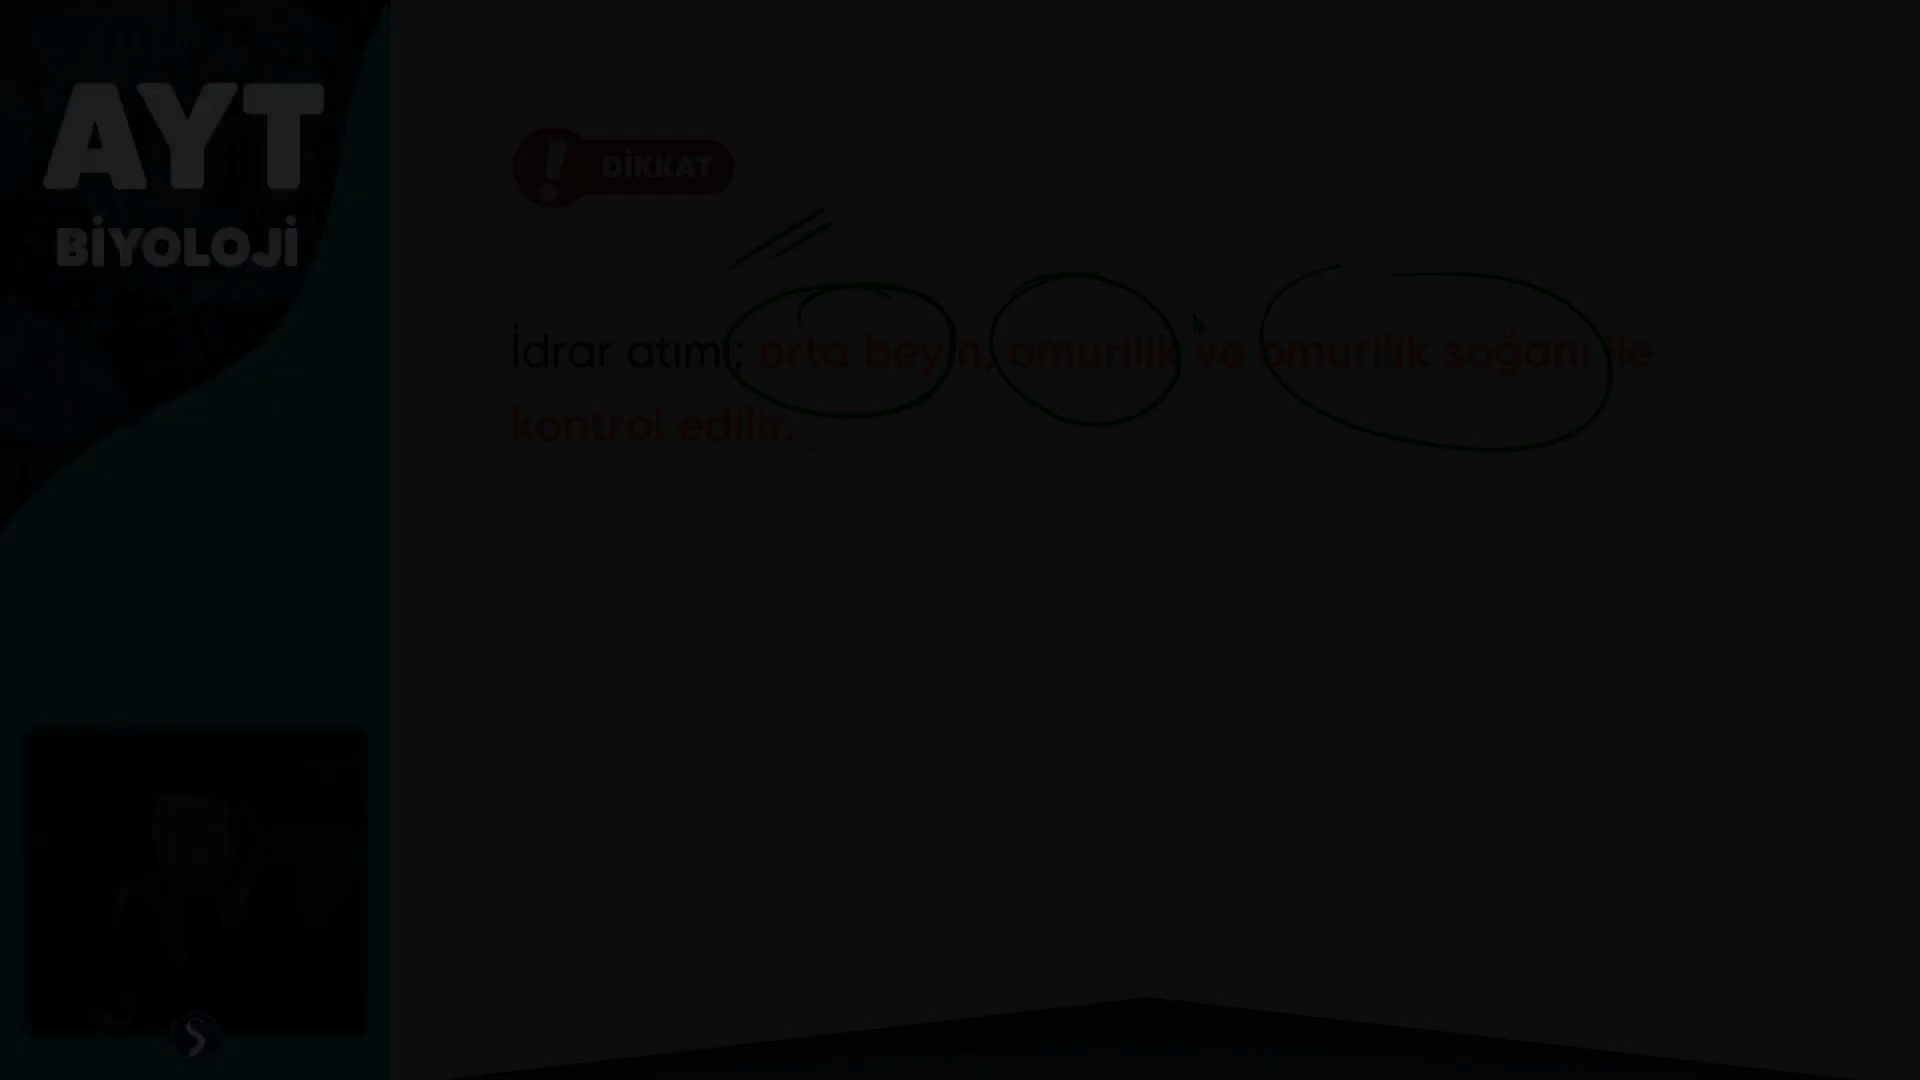 AYT
BİYOLOJİ
! DİKKAT
İdrar atımı; orta beyin, omurilik ve omurilik soğanı ile
kontrol edilir.
S